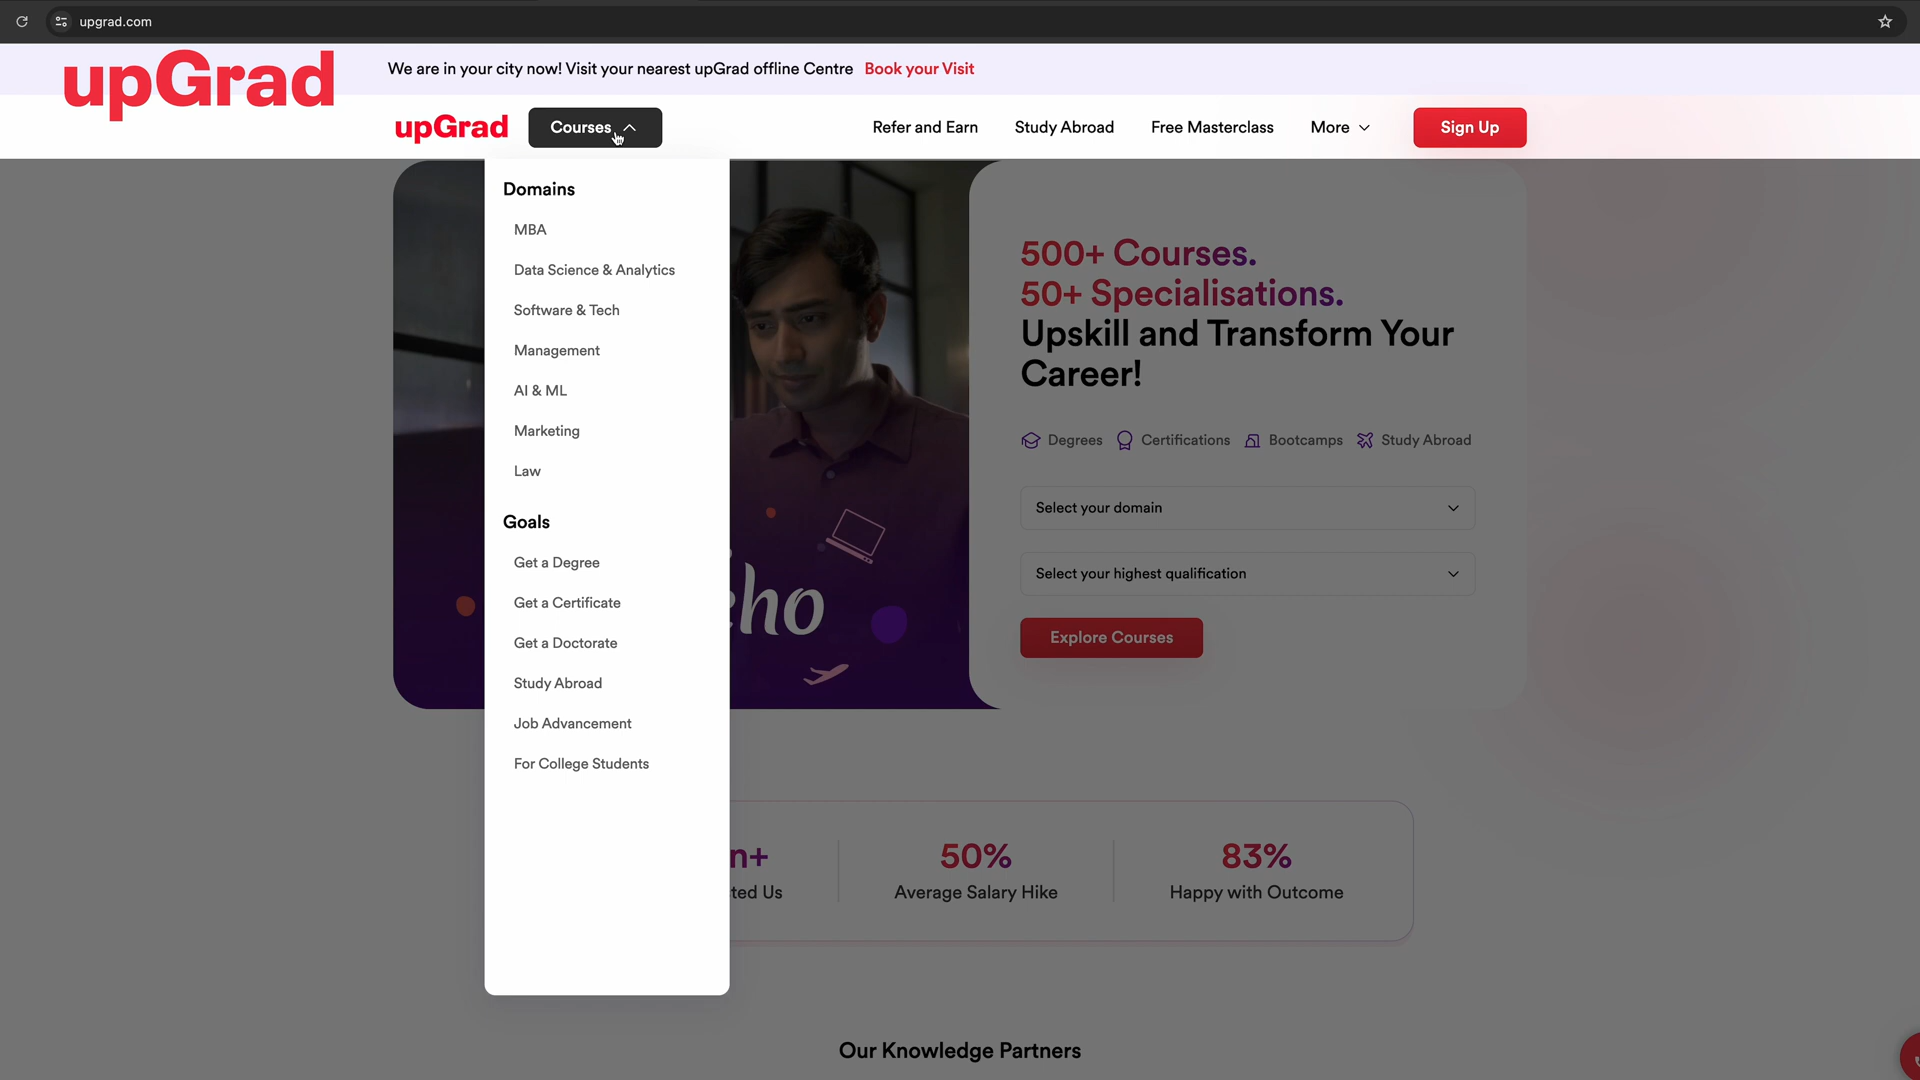 upgrad.com
upGrad
We are in your city now! Visit your nearest upGrad offline Centre Book your Visit
upGrad
Courses
Refer and Earn
Study Abroad
Free Masterclass
More
Sign Up
Domains
MBA
Data Science & Analytics
Software & Tech
Management
AI & ML
Marketing
Law
Goals
Get a Degree
Get a Certificate
Get a Doctorate
Study Abroad
Job Advancement
For College Students
500+ Courses.
50+ Specialisations.
Upskill and Transform Your
Career!
Degrees
Certifications
Bootcamps
Study Abroad
Select your domain
Select your highest qualification
Explore Courses
50%
Average Salary Hike
83%
Happy with Outcome
Our Knowledge Partners